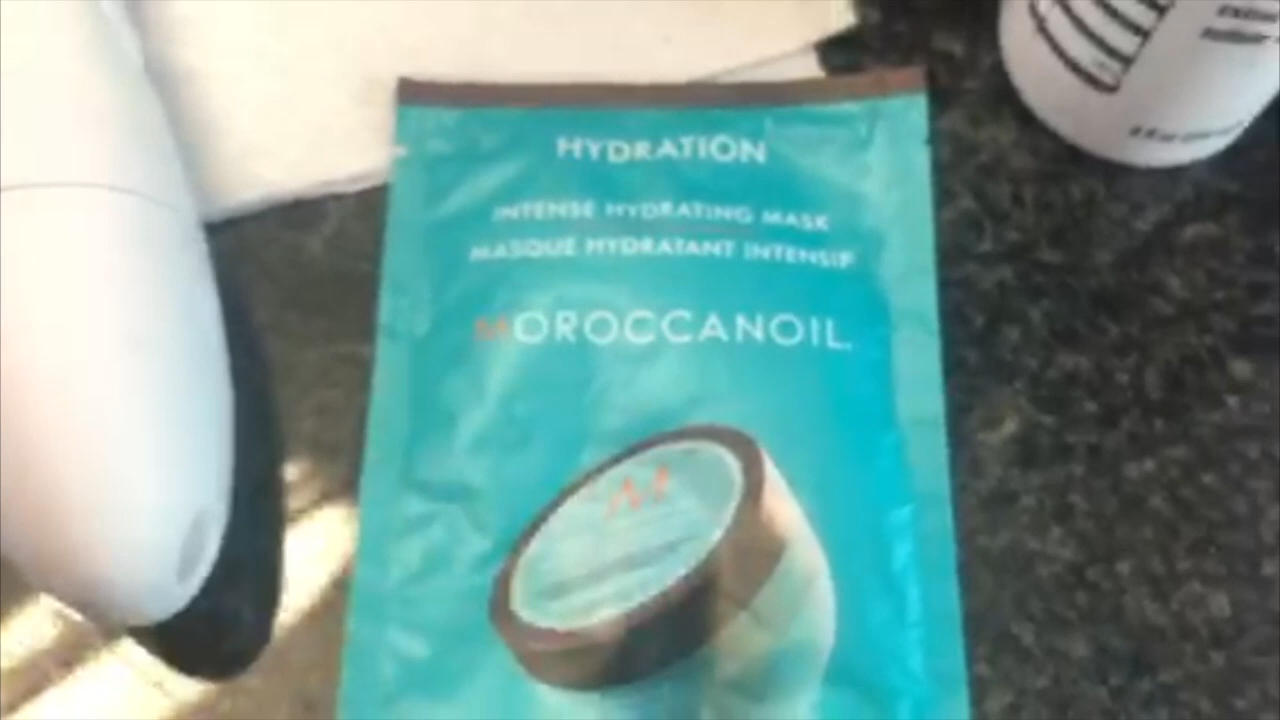 HYDRATION
INTENSE HYDRATING MASK
MASQUE HYDRATANT INTENSIF
MOROCCANOIL.
M